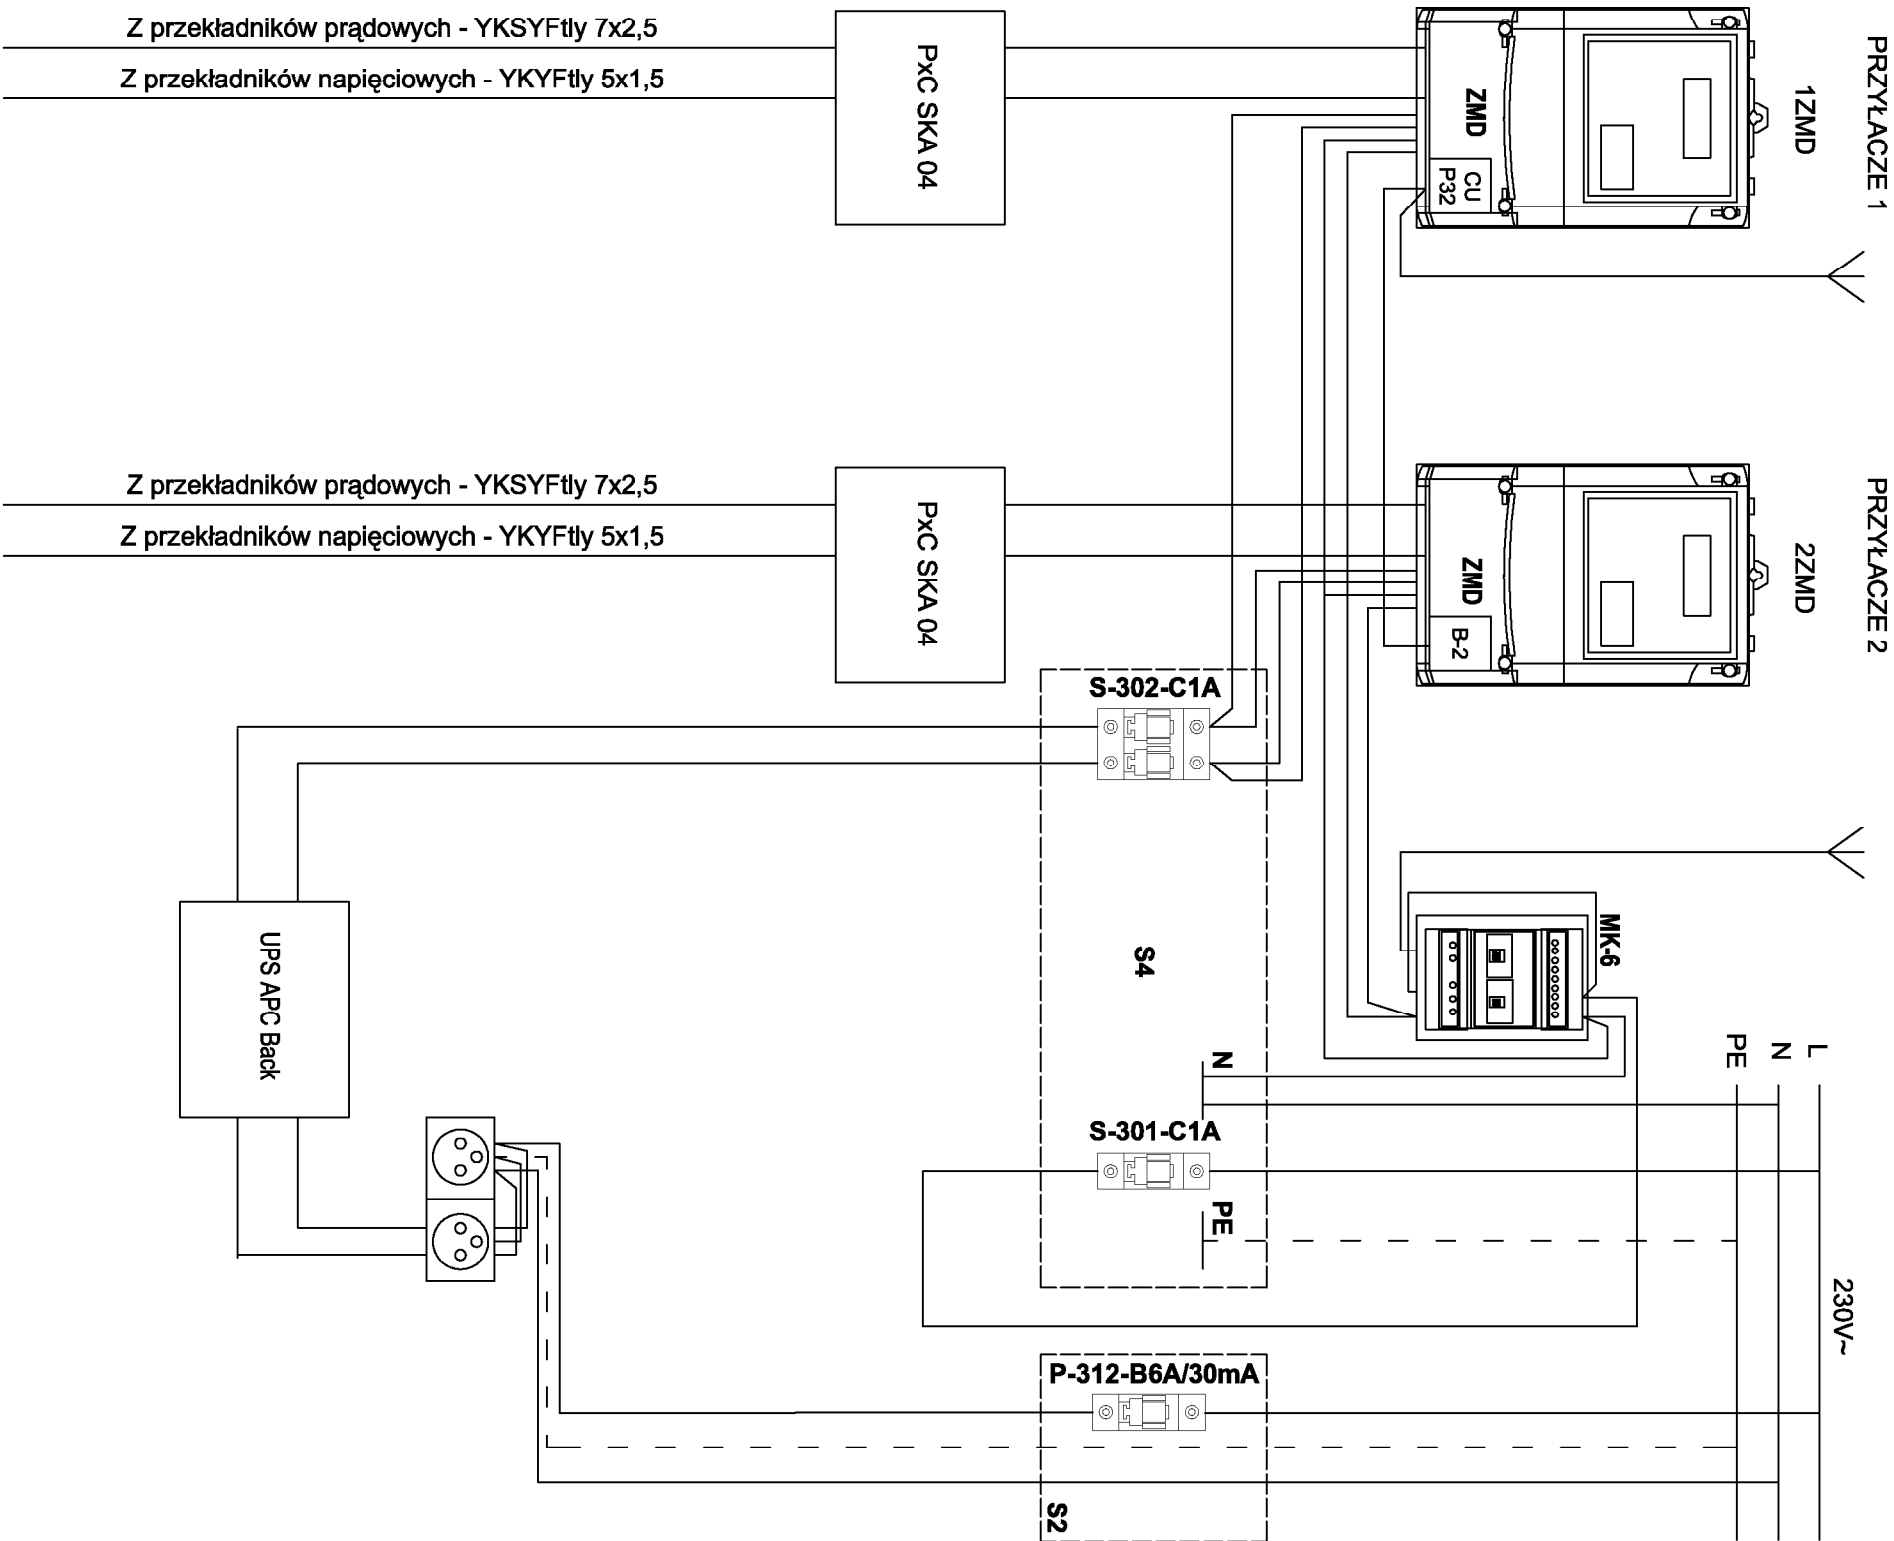 Z przekładników prądowych - YKSYFtly 7x2,5
Z przekładników napięciowych - YKYFtly 5x1,5
PxC SKA 04
ZMD
CU
P32
1ZMD
PRZYŁACZE 1
Z przekładników prądowych - YKSYFtly 7x2,5
Z przekładników napięciowych - YKYFtly 5x1,5
PxC SKA 04
ZMD
B-2
2ZMD
PRZYŁACZE 2
S-302-C1A
S4
MK-6
UPS APC Back
N
S-301-C1A
PE
PE
N
L
230V~
P-312-B6A/30mA
S2